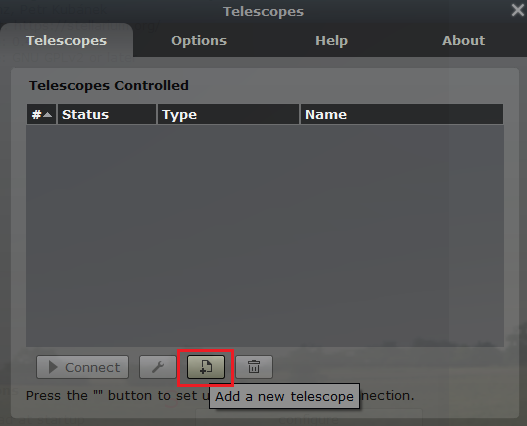 Telescopes
Telescopes Options Help About
Telescopes Controlled
# Status Type Name
Connect
Press the "" button to set u nection.
Add a new telescope